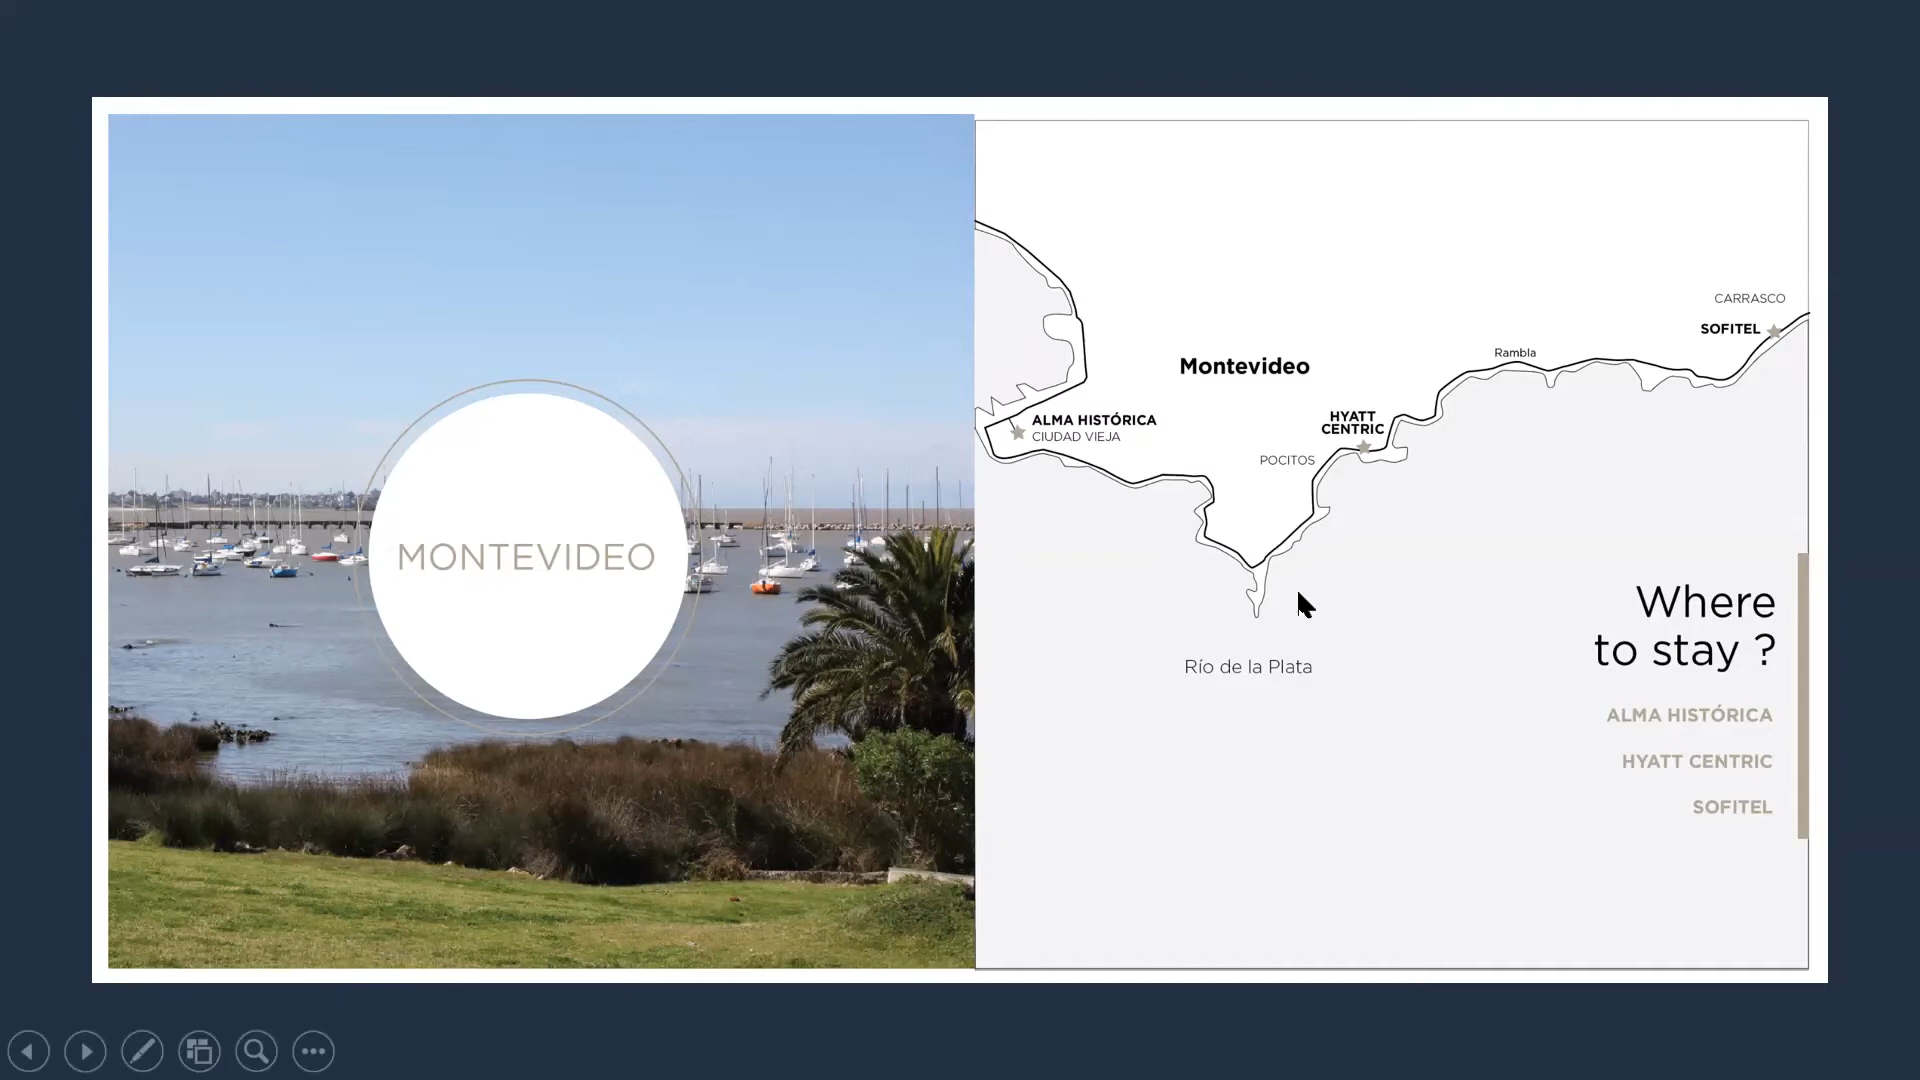 MONTEVIDEO
CARRASCO
SOFITEL
Rambla
Montevideo
ALMA HISTÓRICA
CIUDAD VIEJA
HYATT
CENTRIC
POCITOS
Río de la Plata
Where
to stay ?
ALMA HISTÓRICA
HYATT CENTRIC
SOFITEL